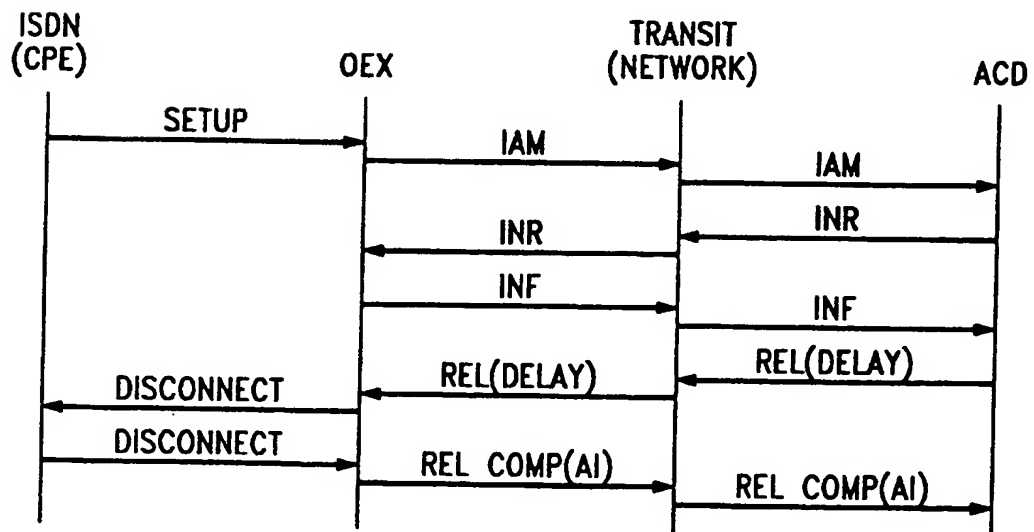 ISDN
(CPE)
OEX
TRANSIT
(NETWORK)
ACD
SETUP
IAM
IAM
INR
INR
INF
INF
REL(DELAY)
REL(DELAY)
DISCONNECT
DISCONNECT
REL COMP(AI)
REL COMP(AI)